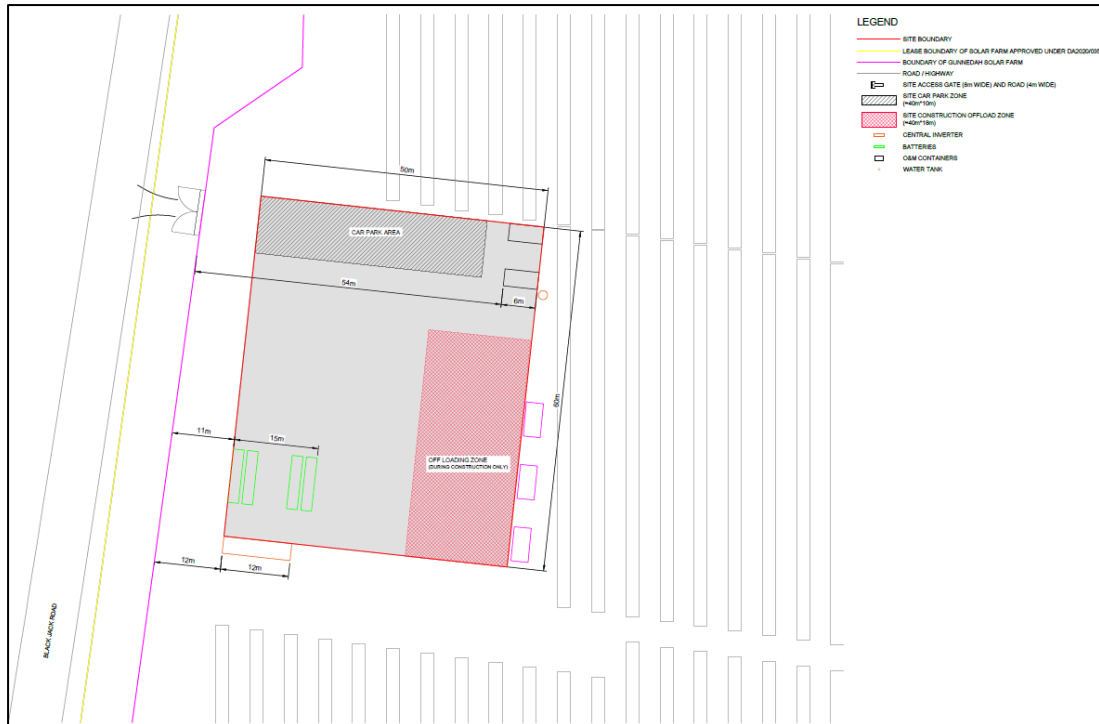 LEGEND
SITE BOUNDARY
LEASE BOUNDARY OF SOLAR FARM APPROVED UNDER
BOUNDARY OF GUNNEDAH SOLAR FARM
ROAD / HIGHWAY
SITE ACCESS GATE (8m WIDE) AND ROAD (4m WIDE)
SITE CAR PARK ZONE
(=40m*10m)
SITE CONSTRUCTION OFFLOAD ZONE
(=40m*18m)
CENTRAL INVERTER
BATTERIES
O&M CONTAINERS
WATER TANK
50m
CAR PARK AREA
54m
6m
60m
11m
15m
OFF LOADING ZONE
(DURING CONSTRUCTION ONLY)
12m
12m
BLACK JACK ROAD